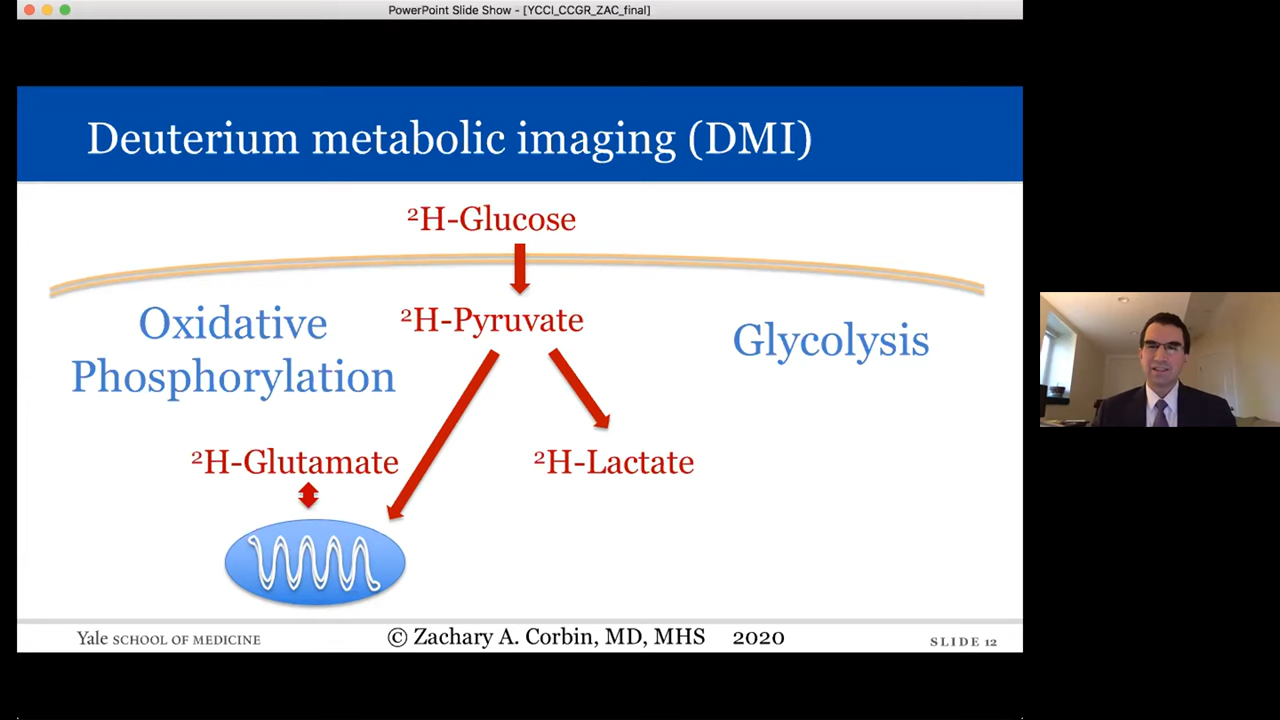 PowerPoint Slide Show - [YCCI_CCGR_ZAC_final]
Deuterium metabolic imaging (DMI)
²H-Glucose
Oxidative
Phosphorylation
²H-Pyruvate
Glycolysis
²H-Glutamate
²H-Lactate
Yale SCHOOL OF MEDICINE
© Zachary A. Corbin, MD, MHS 2020
SLIDE 12